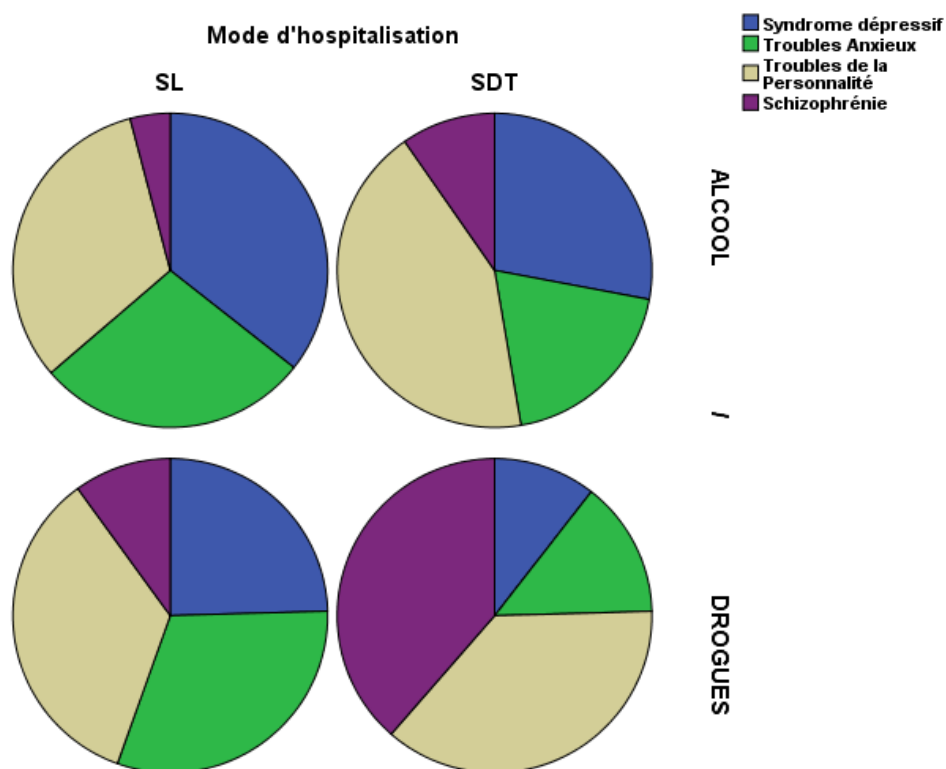 Mode d'hospitalisation
SL
SDT
Syndrome dépressif
Troubles Anxieux
Troubles de la
Personnalité
Schizophrénie
ALCOOL
/
DROGUES